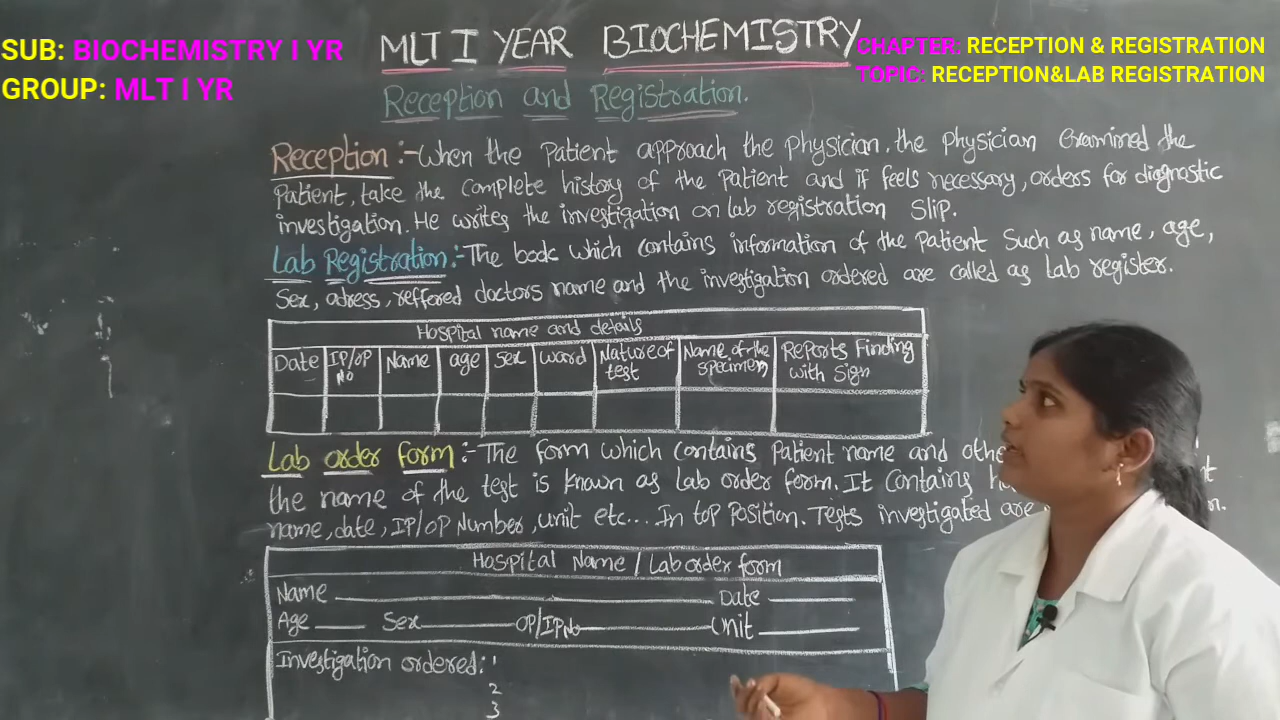 SUB: BIOCHEMISTRY I YR
GROUP: MLT I YR
MLT I YEAR BIOCHEMISTRY
CHAPTER: RECEPTION & REGISTRATION
TOPIC: RECEPTION&LAB REGISTRATION
Reception and Registration.
Reception :- When the Patient approach the Physician, the Physician Examined the
Patient, take the complete history of the Patient and if feels necessary, orders for diagnostic
investigation. He writes the investigation on lab registration Slip.
Lab Registration :- The book which contains information of the Patient Such as name, age,
Sex, adress, reffered doctors name and the investigation ordered are called as Lab register.
Hospital name and details
Date IP/OP No Name age Sex ward Nature of test Name of the specimen Reports Finding with Sign
Lab order form :- The form which contains Patient name and
the name of the test is known as Lab order form. It Contains
name, date, IP/OP Number, unit etc... In top Position. Tests investigated are
Hospital Name / Lab order form
Name Date
Age Sex OP/IP No Unit
Investigation ordered: 1
2
3